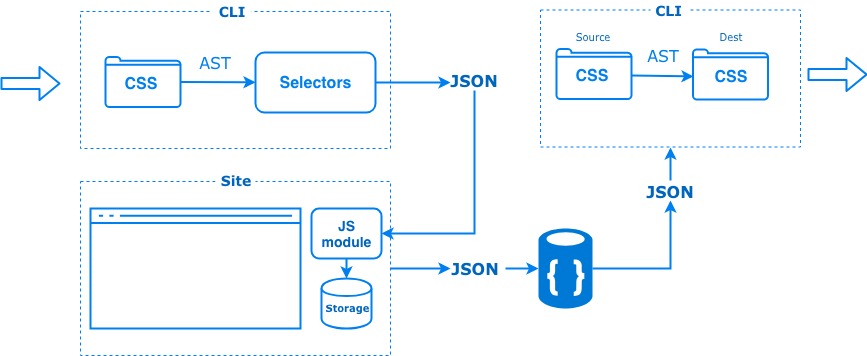 CLI
CSS
AST
Selectors
JSON
CLI
Source
Dest
CSS
AST
CSS
Site
JS
module
Storage
JSON
{ }
JSON